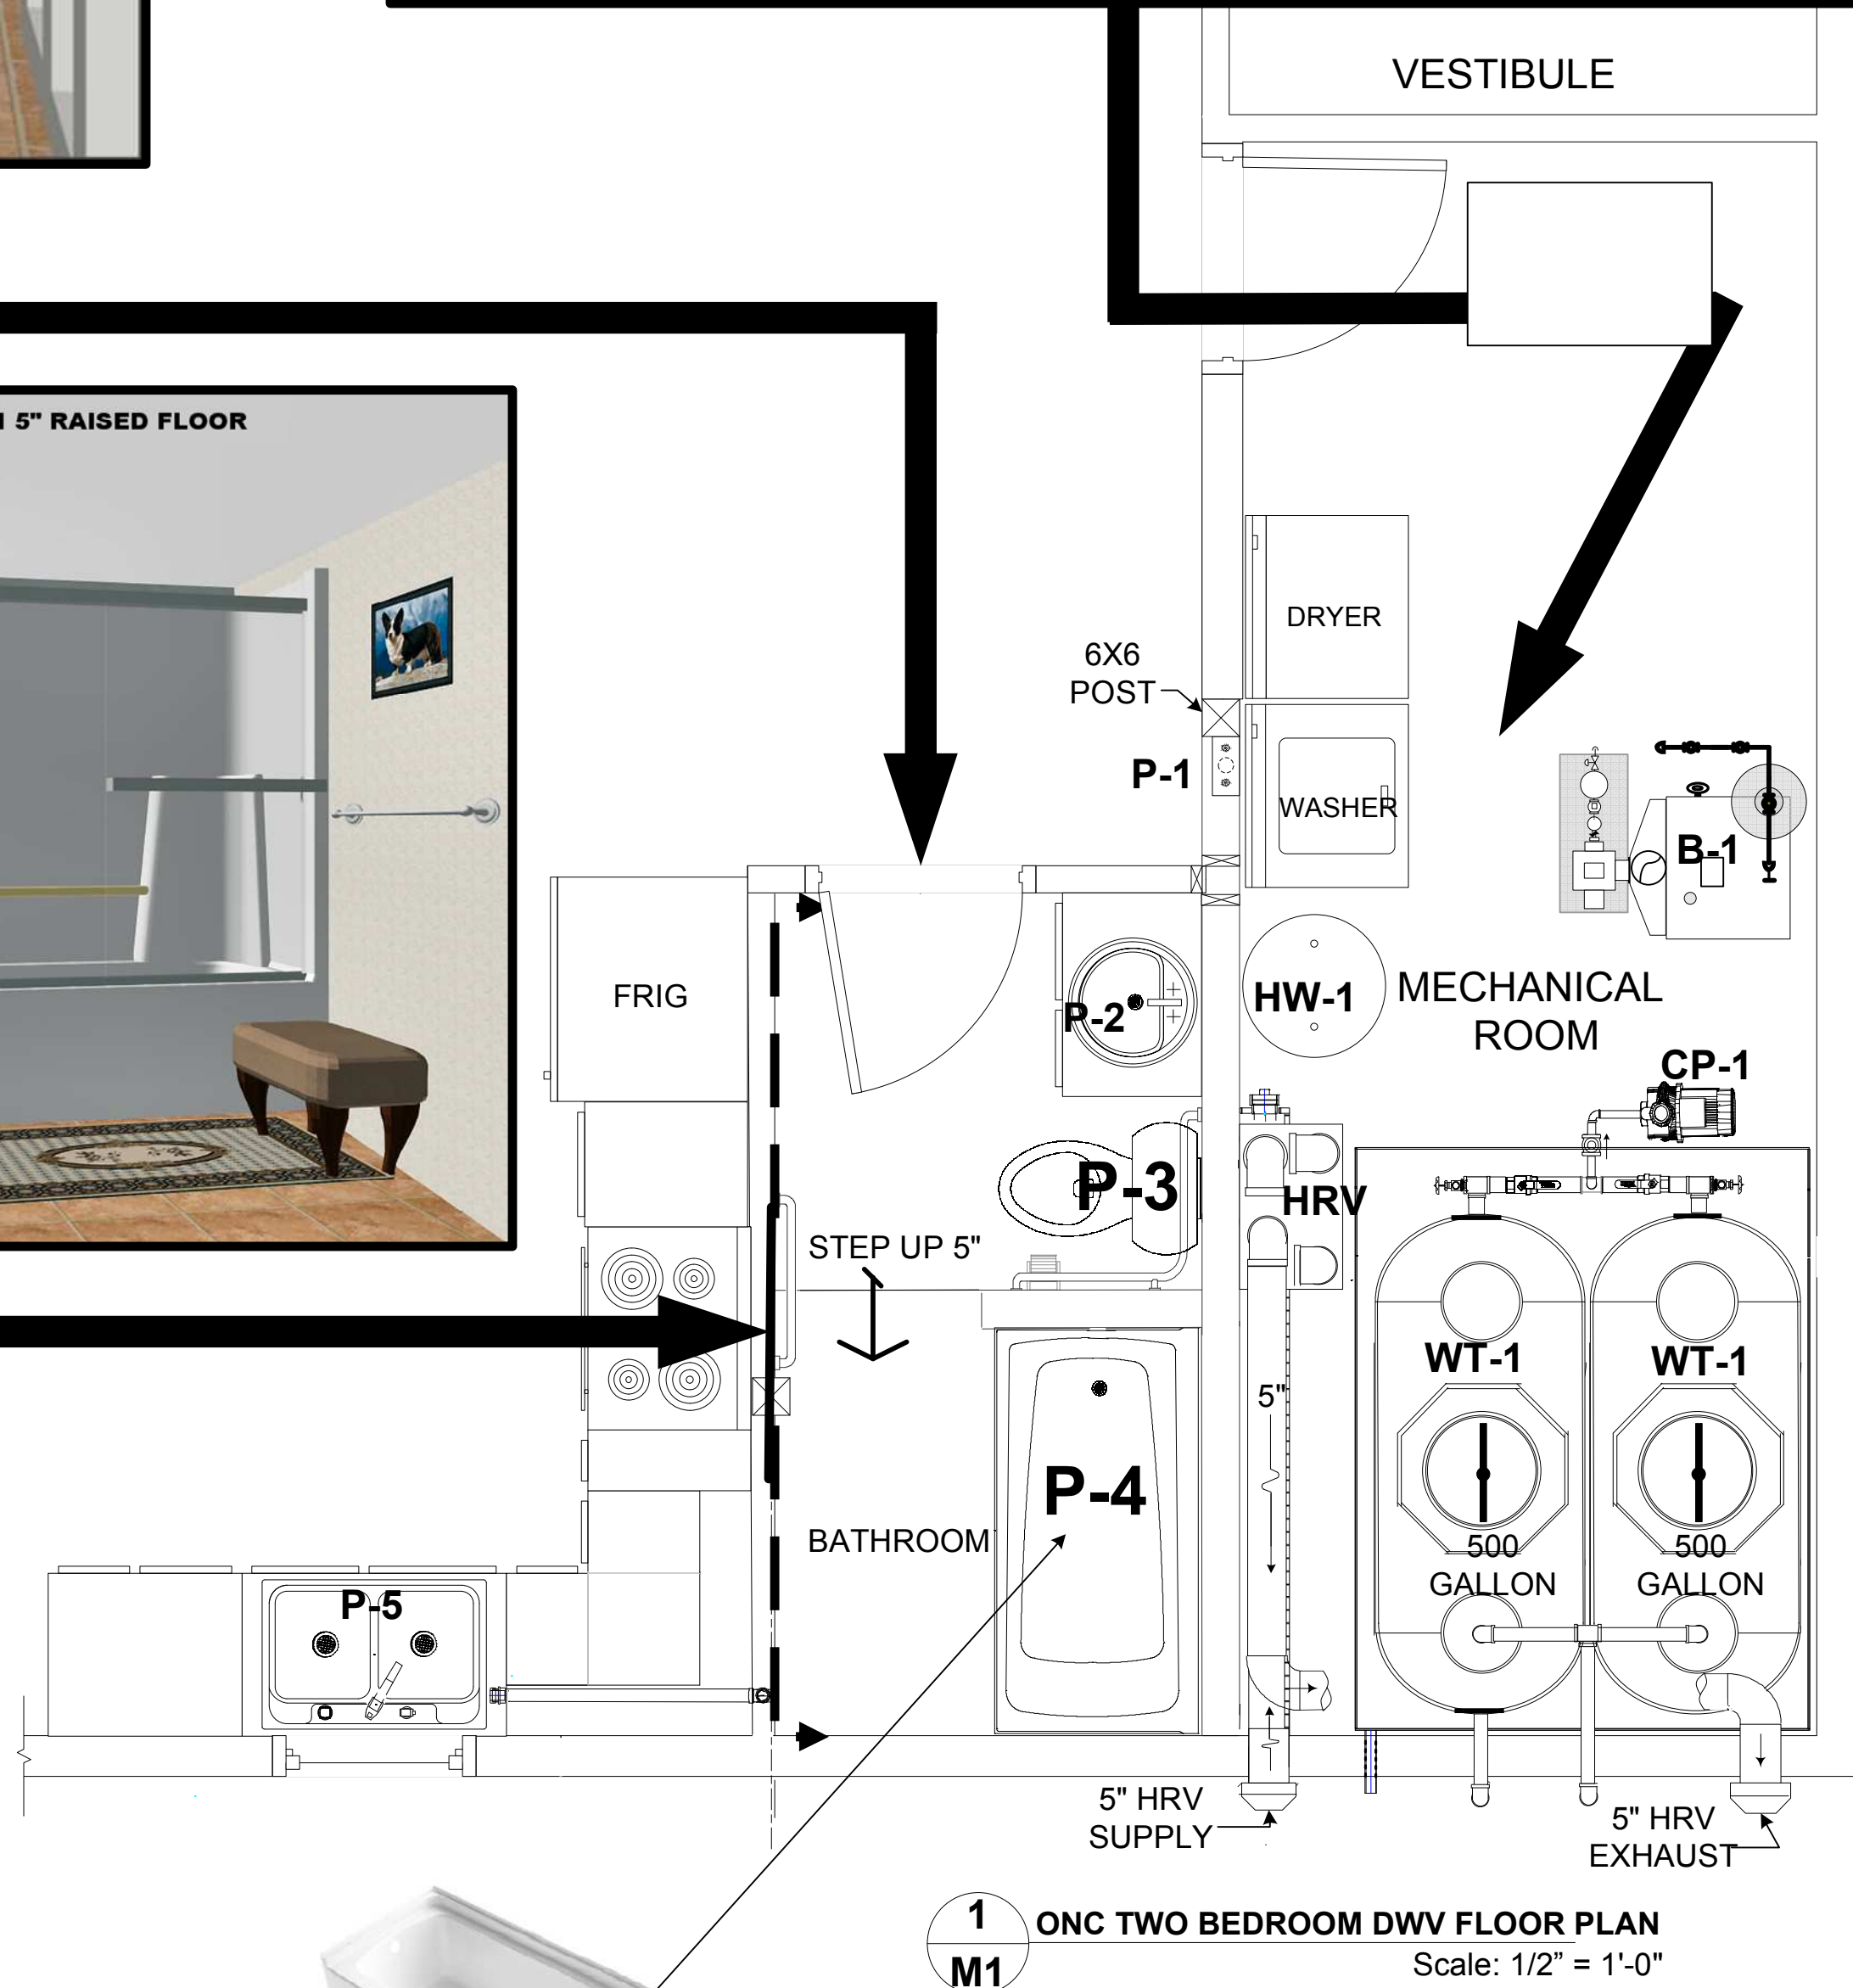 VESTIBULE
5" RAISED FLOOR
DRYER
6X6
POST
P-1
WASHER
B-1
FRIG
P-2
HW-1
MECHANICAL
ROOM
CP-1
P-3
HRV
STEP UP 5"
WT-1
WT-1
5"
P-4
BATHROOM
500
GALLON
500
GALLON
P-5
5" HRV
SUPPLY
5" HRV
EXHAUST
1
M1
ONC TWO BEDROOM DWV FLOOR PLAN
Scale: 1/2” = 1'-0"